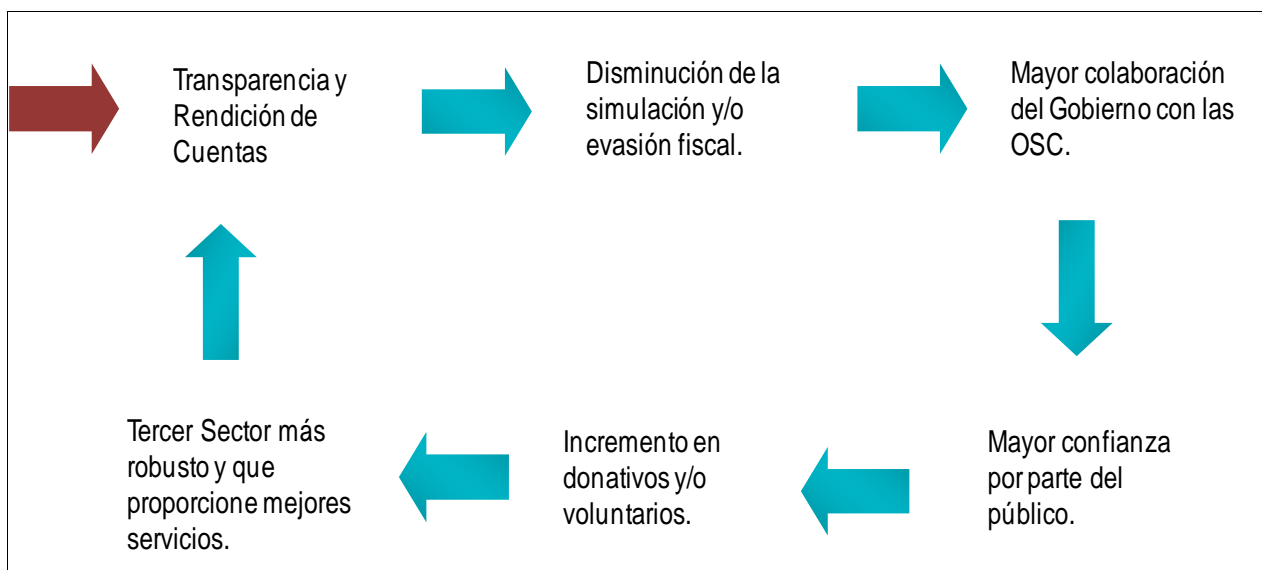 Transparencia y
Rendición de
Cuentas
Disminución de la
simulación y/o
evasión fiscal.
Mayor colaboración
del Gobierno con las
OSC.
Tercer Sector más
robusto y que
proporcione mejores
servicios.
Incremento en
donativos y/o
voluntarios.
Mayor confianza
por parte del
público.